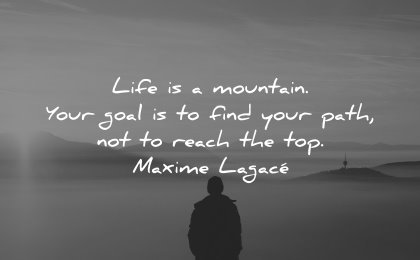 Life is a mountain.
Your goal is to find your path,
not to reach the top.
Maxime Lagacé